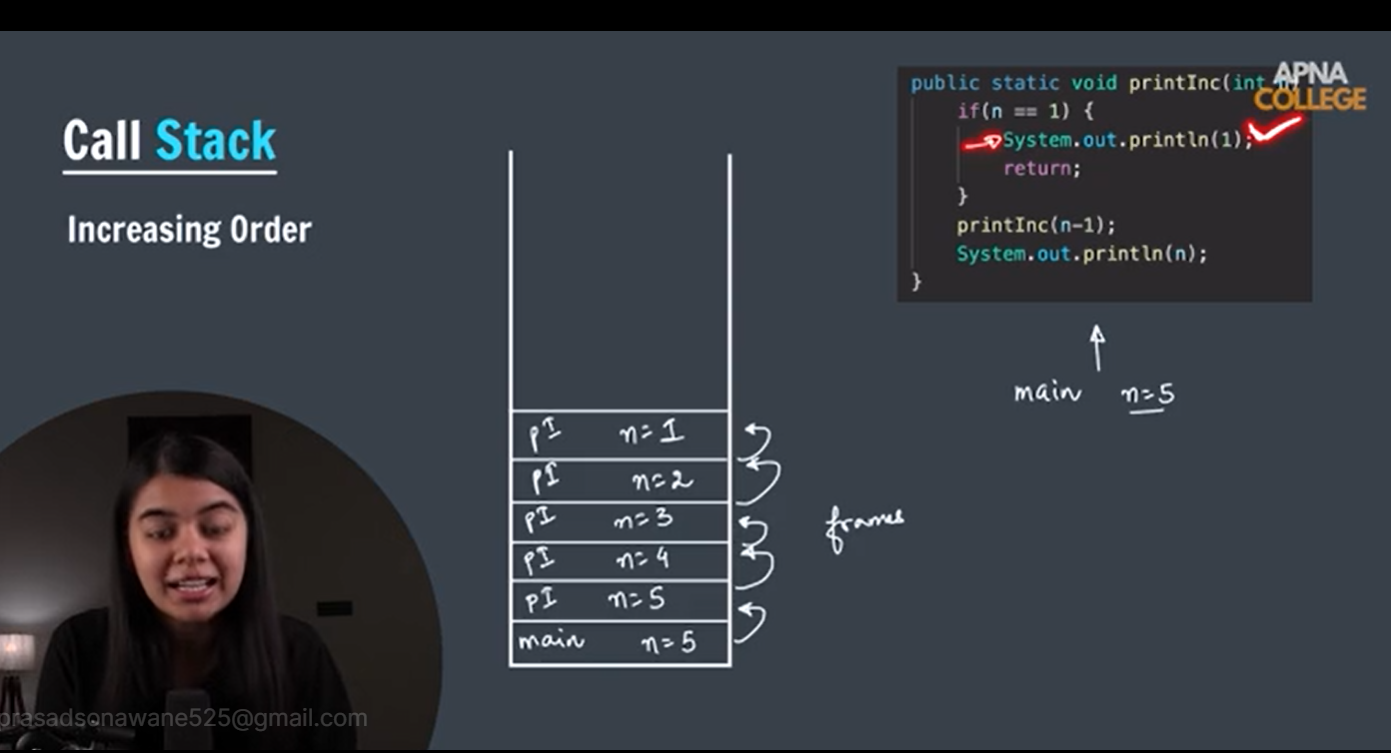 APNA
COLLEGE
public static void printInc(int n)
if(n == 1) {
System.out.println(1);
return;
}
printInc(n-1);
System.out.println(n);
}
Call Stack
Increasing Order
main n=5
pI n=1
pI n=2
pI n=3
pI n=4
pI n=5
main n=5
frames
prasadsonawane525@gmail.com